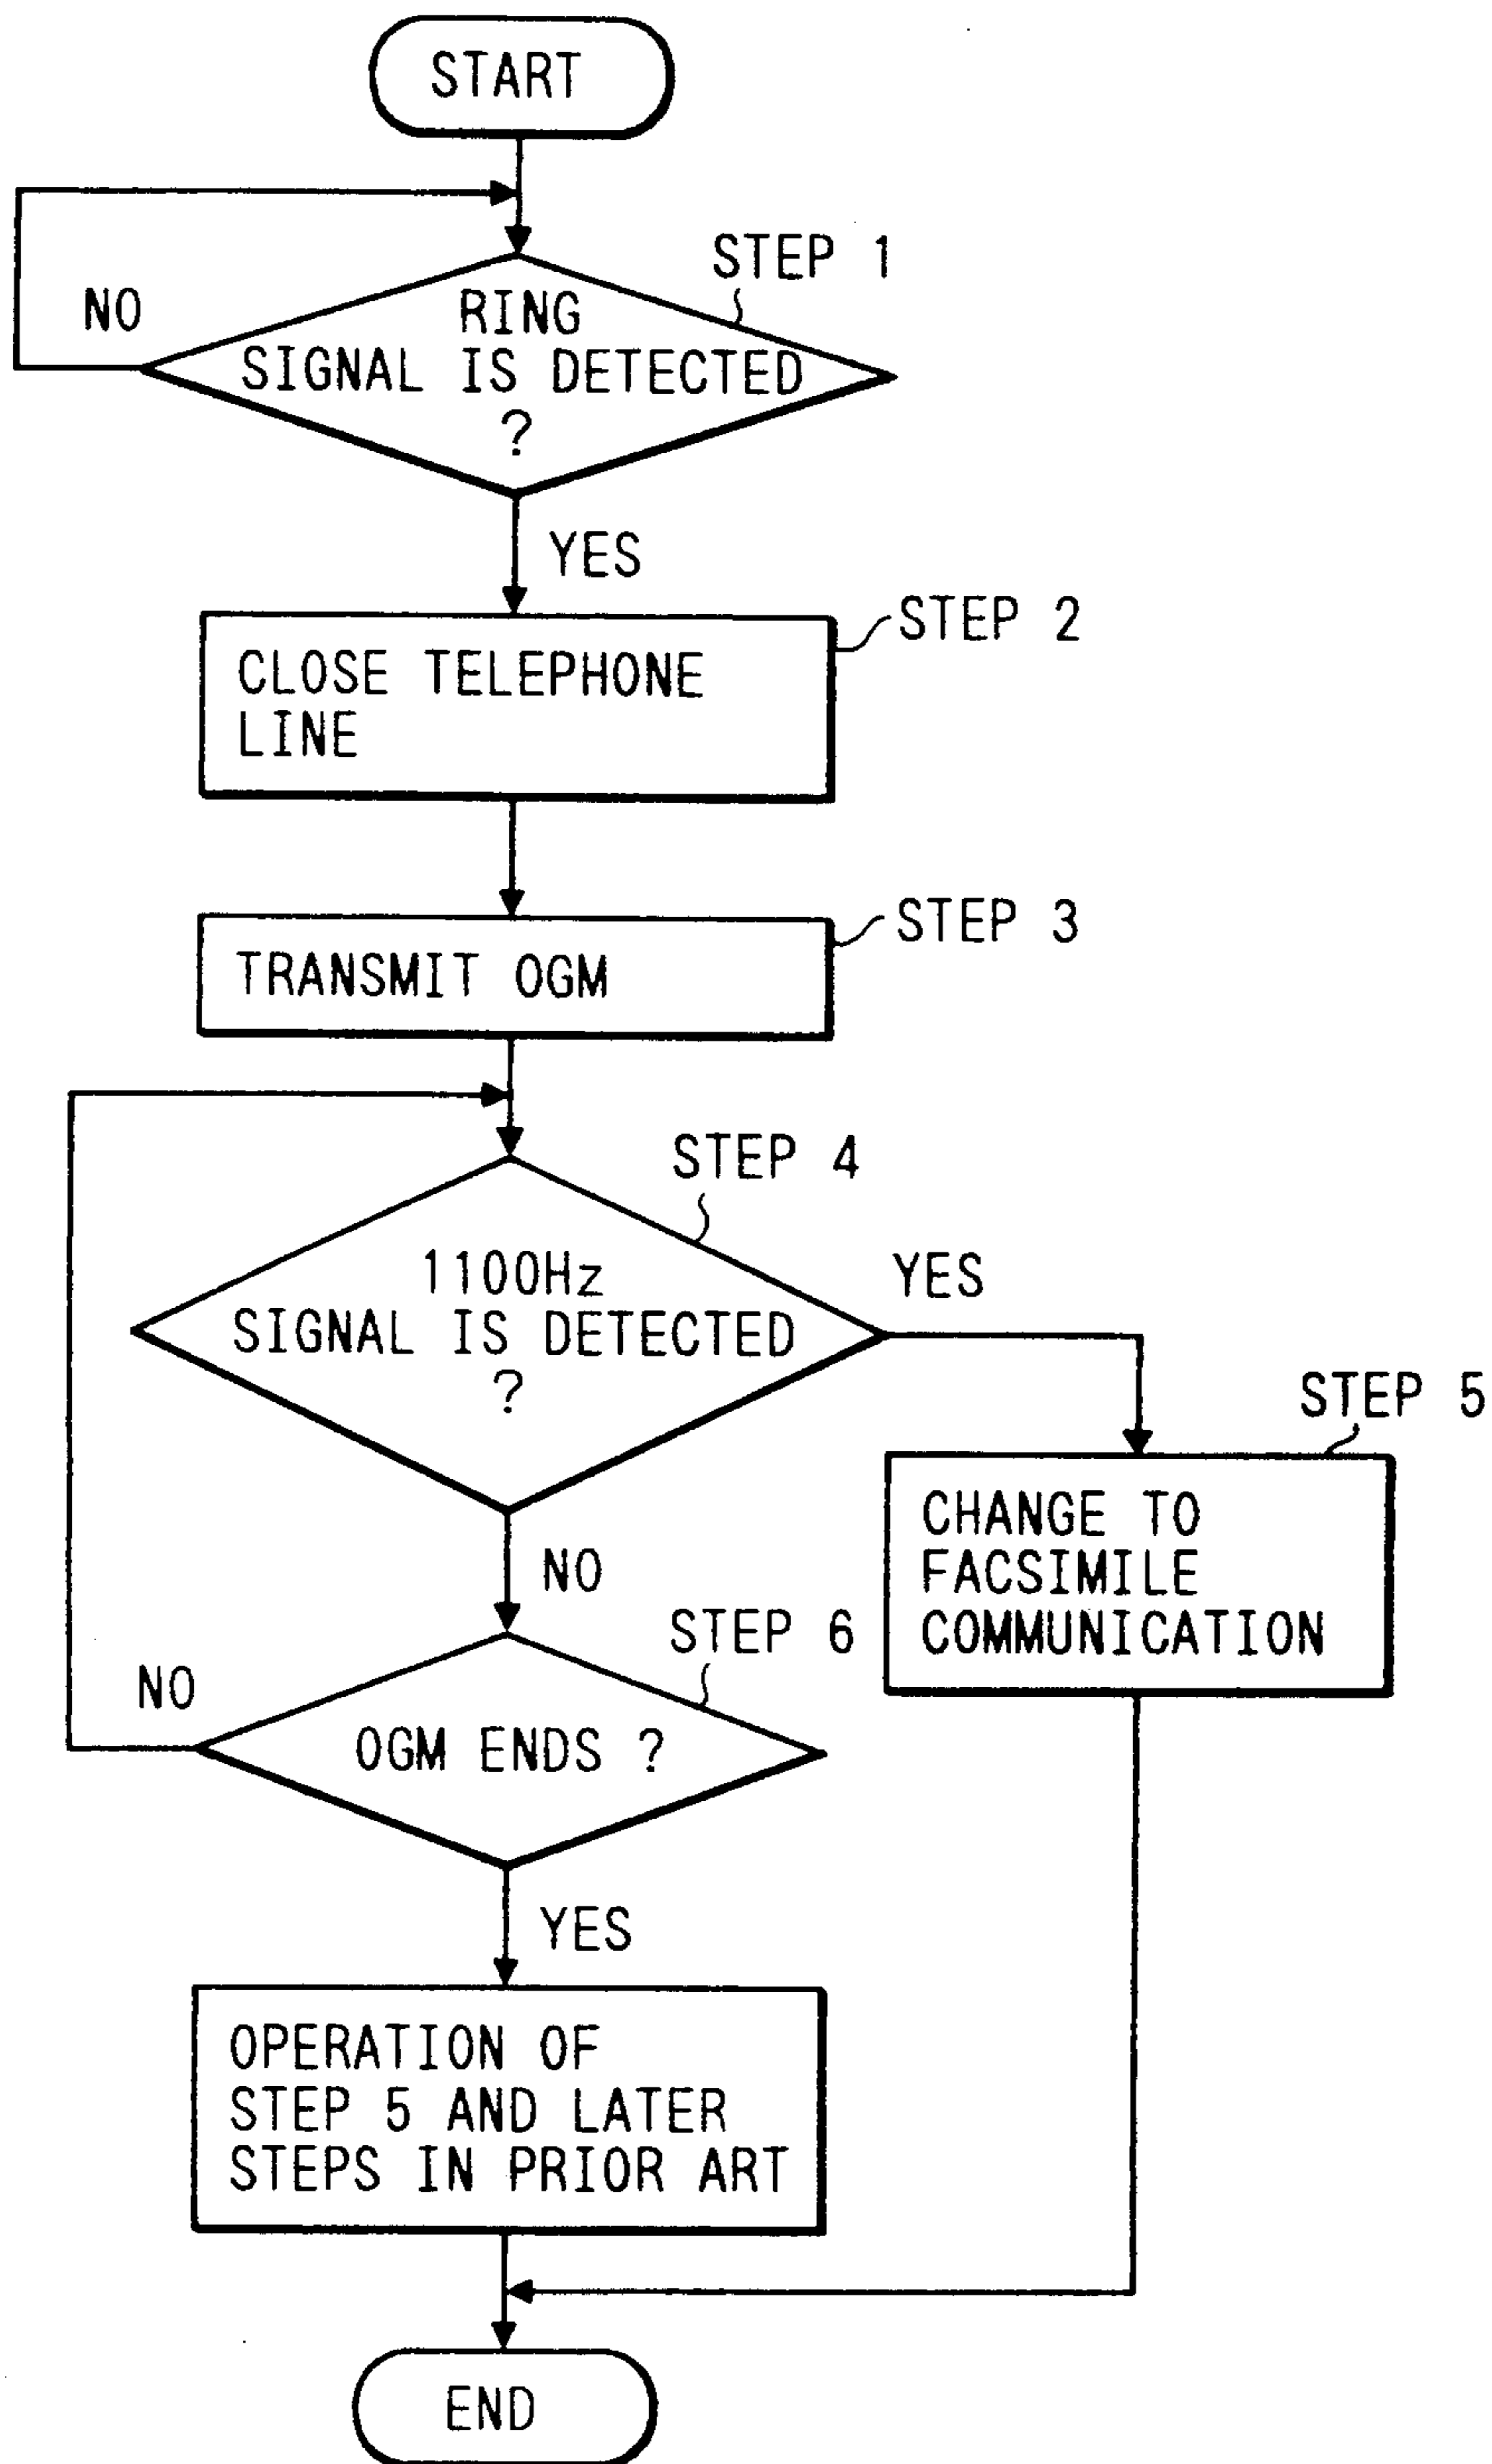 START
STEP 1
NO
RING
SIGNAL IS DETECTED
?
YES
STEP 2
CLOSE TELEPHONE
LINE
STEP 3
TRANSMIT OGM
STEP 4
1100Hz
SIGNAL IS DETECTED
?
YES
STEP 5
CHANGE TO
FACSIMILE
COMMUNICATION
NO
STEP 6
NO
OGM ENDS ?
YES
OPERATION OF
STEP 5 AND LATER
STEPS IN PRIOR ART
END